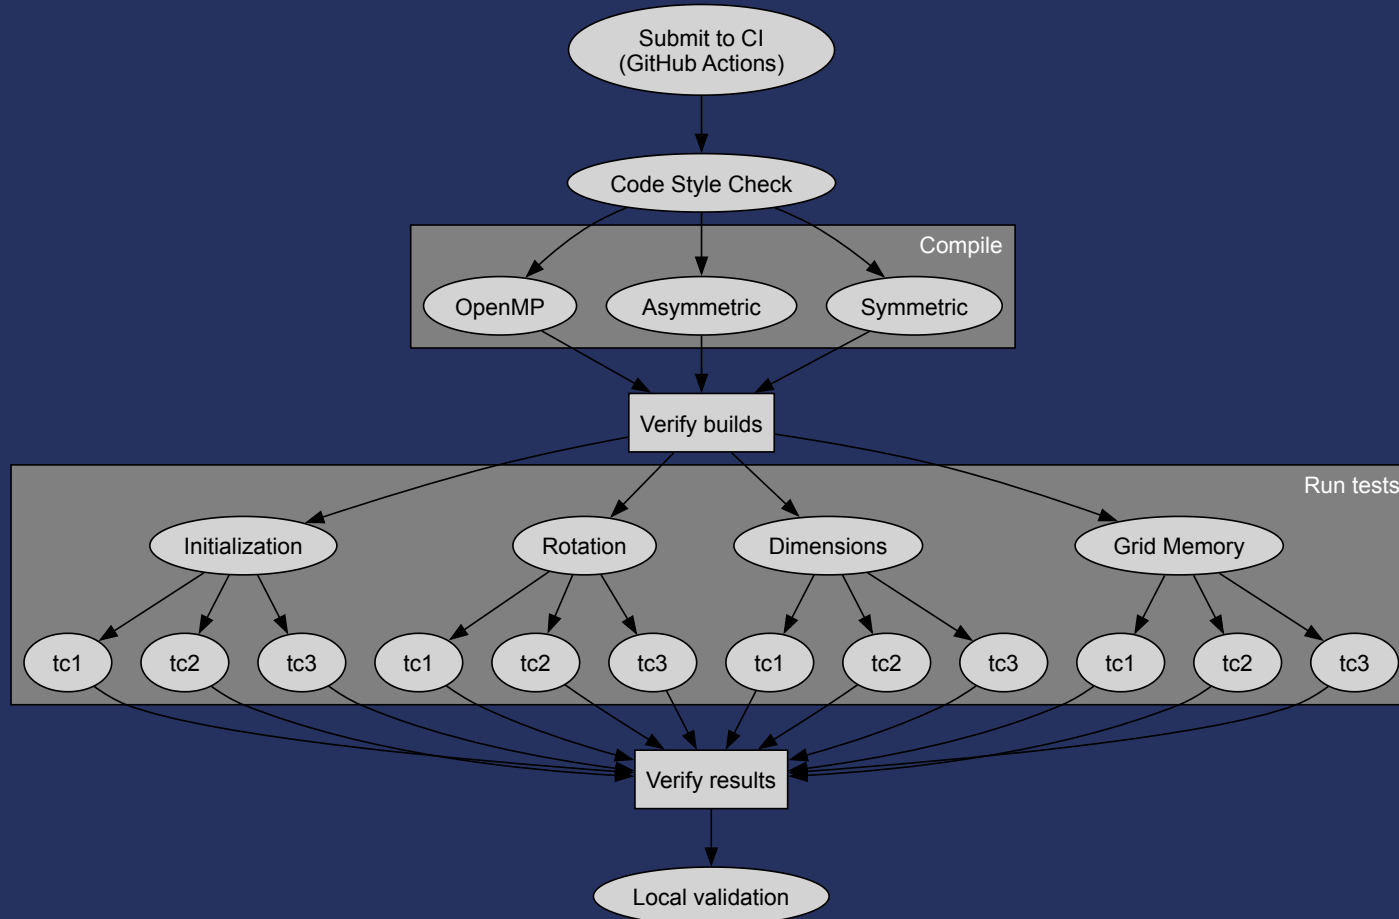 Submit to CI
(GitHub Actions)
Code Style Check
Compile
OpenMP
Asymmetric
Symmetric
Verify builds
Run tests
Initialization
Rotation
Dimensions
Grid Memory
tc1
tc2
tc3
tc1
tc2
tc3
tc1
tc2
tc3
tc1
tc2
tc3
Verify results
Local validation